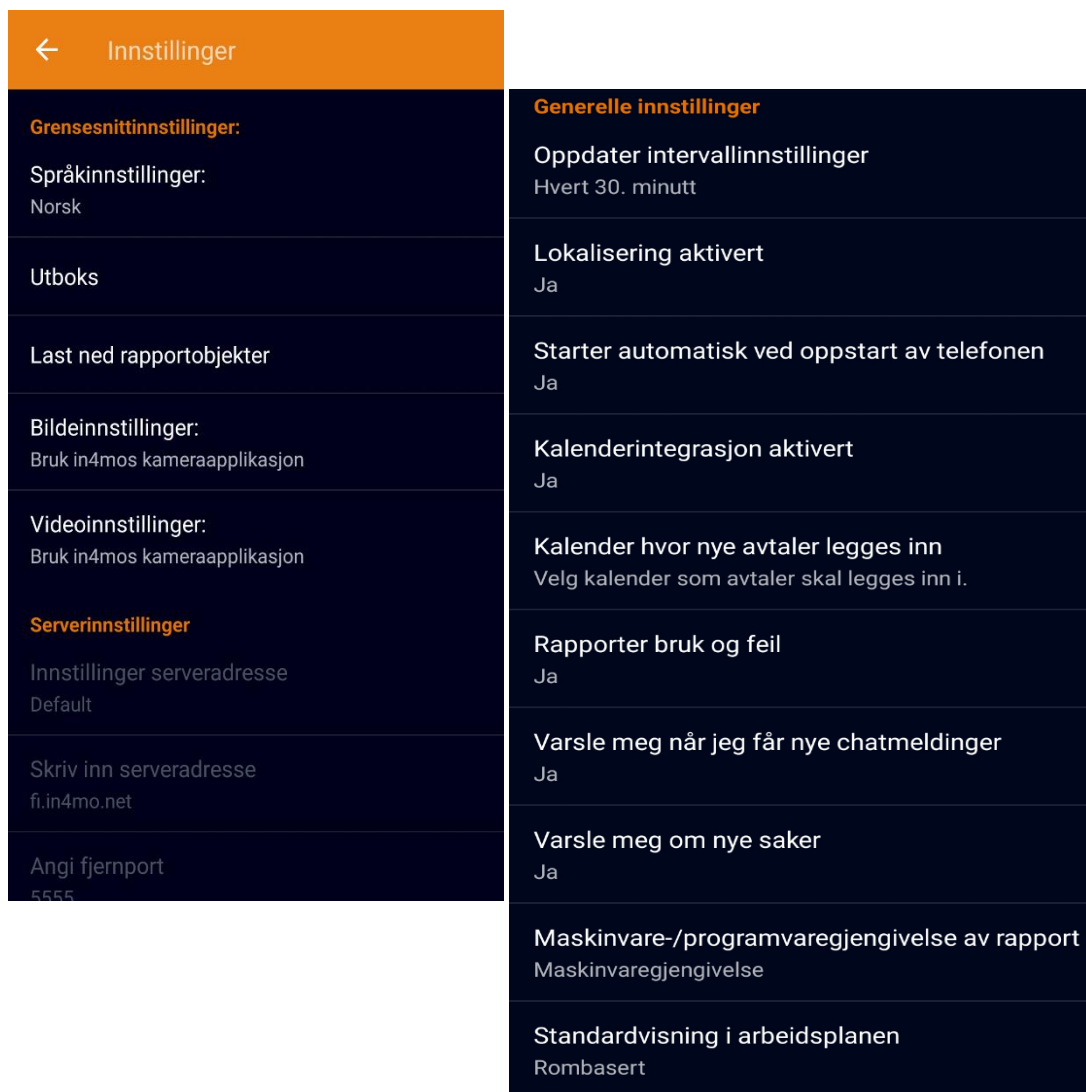 Innstillinger
Grensesnittinnstillinger:
Språkinnstillinger:
Norsk
Utboks
Last ned rapportobjekter
Bildeinnstillinger:
Bruk in4mos kameraapplikasjon
Videoinnstillinger:
Bruk in4mos kameraapplikasjon
Serverinnstillinger
Innstillinger serveradresse
Default
Skriv inn serveradresse
fi.in4mo.net
Angi fjernport
5555
Generelle innstillinger
Oppdater intervallinnstillinger
Hvert 30. minutt
Lokalisering aktivert
Ja
Starter automatisk ved oppstart av telefonen
Ja
Kalenderintegrasjon aktivert
Ja
Kalender hvor nye avtaler legges inn
Velg kalender som avtaler skal legges inn i.
Rapporter bruk og feil
Ja
Varsle meg når jeg får nye chatmeldinger
Ja
Varsle meg om nye saker
Ja
Maskinvare-/programvaregjengivelse av rapport
Maskinvaregjengivelse
Standardvisning i arbeidsplanen
Rombasert